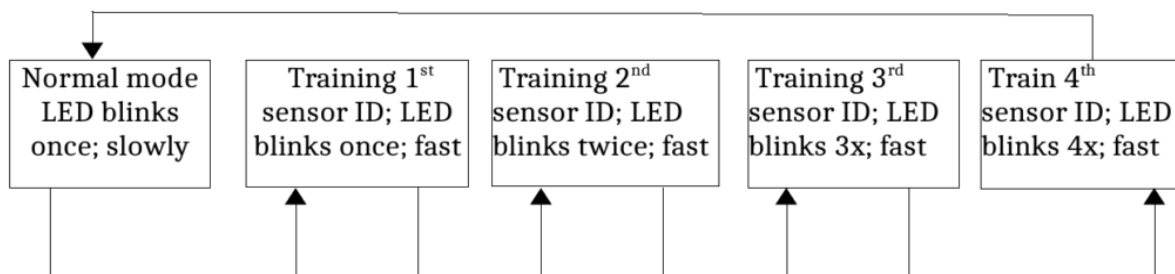 Normal mode
LED blinks
once; slowly
Training 1st
sensor ID; LED
blinks once; fast
Training 2nd
sensor ID; LED
blinks twice; fast
Training 3rd
sensor ID; LED
blinks 3x; fast
Train 4th
sensor ID; LED
blinks 4x; fast